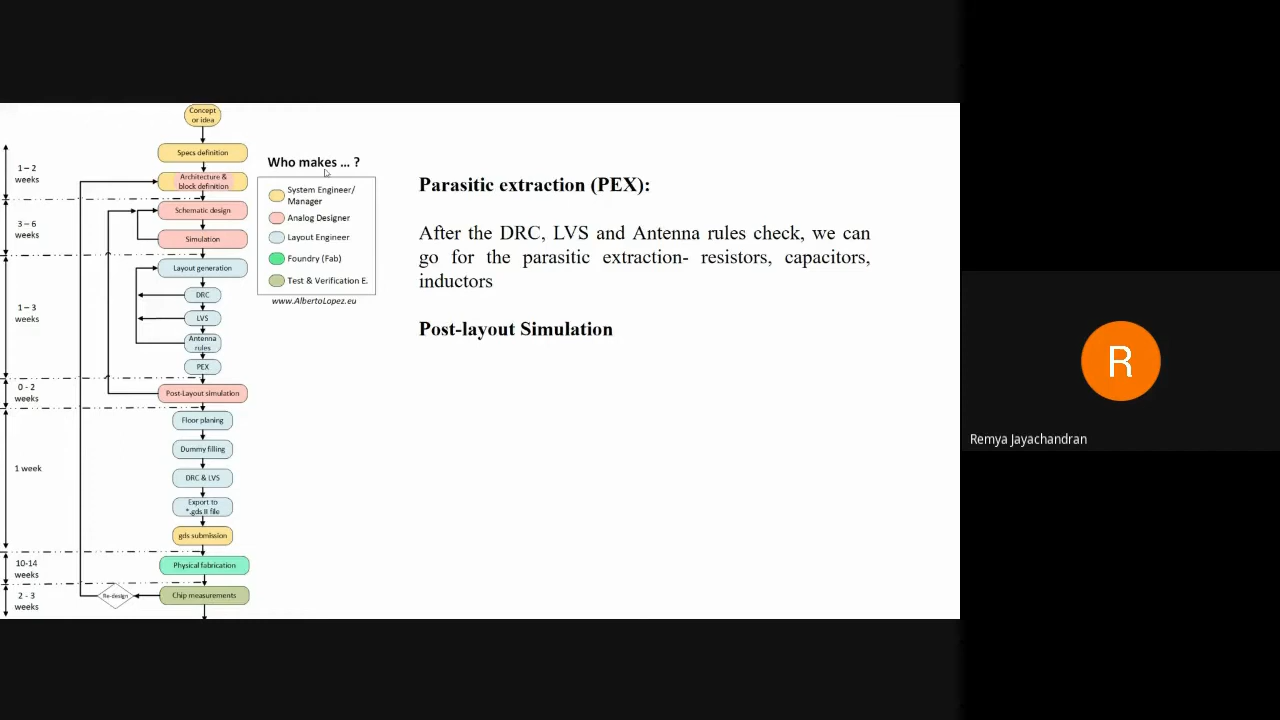 Concept
or idea
Specs definition
1 – 2
weeks
Architecture &
block definition
Schematic design
3 – 6
weeks
Simulation
Layout generation
DRC
1 – 3
weeks
LVS
Antenna
rules
PEX
0 - 2
weeks
Post-Layout simulation
Floor planing
Dummy filling
1 week
DRC & LVS
Export to
*.gds II file
gds submission
10-14
weeks
Physical fabrication
2 - 3
weeks
Re-design
Chip measurements
Who makes ... ?
System Engineer/
Manager
Analog Designer
Layout Engineer
Foundry (Fab)
Test & Verification E.
www.AlbertoLopez.eu
Parasitic extraction (PEX):
After the DRC, LVS and Antenna rules check, we can
go for the parasitic extraction- resistors, capacitors,
inductors
Post-layout Simulation
R
Remya Jayachandran